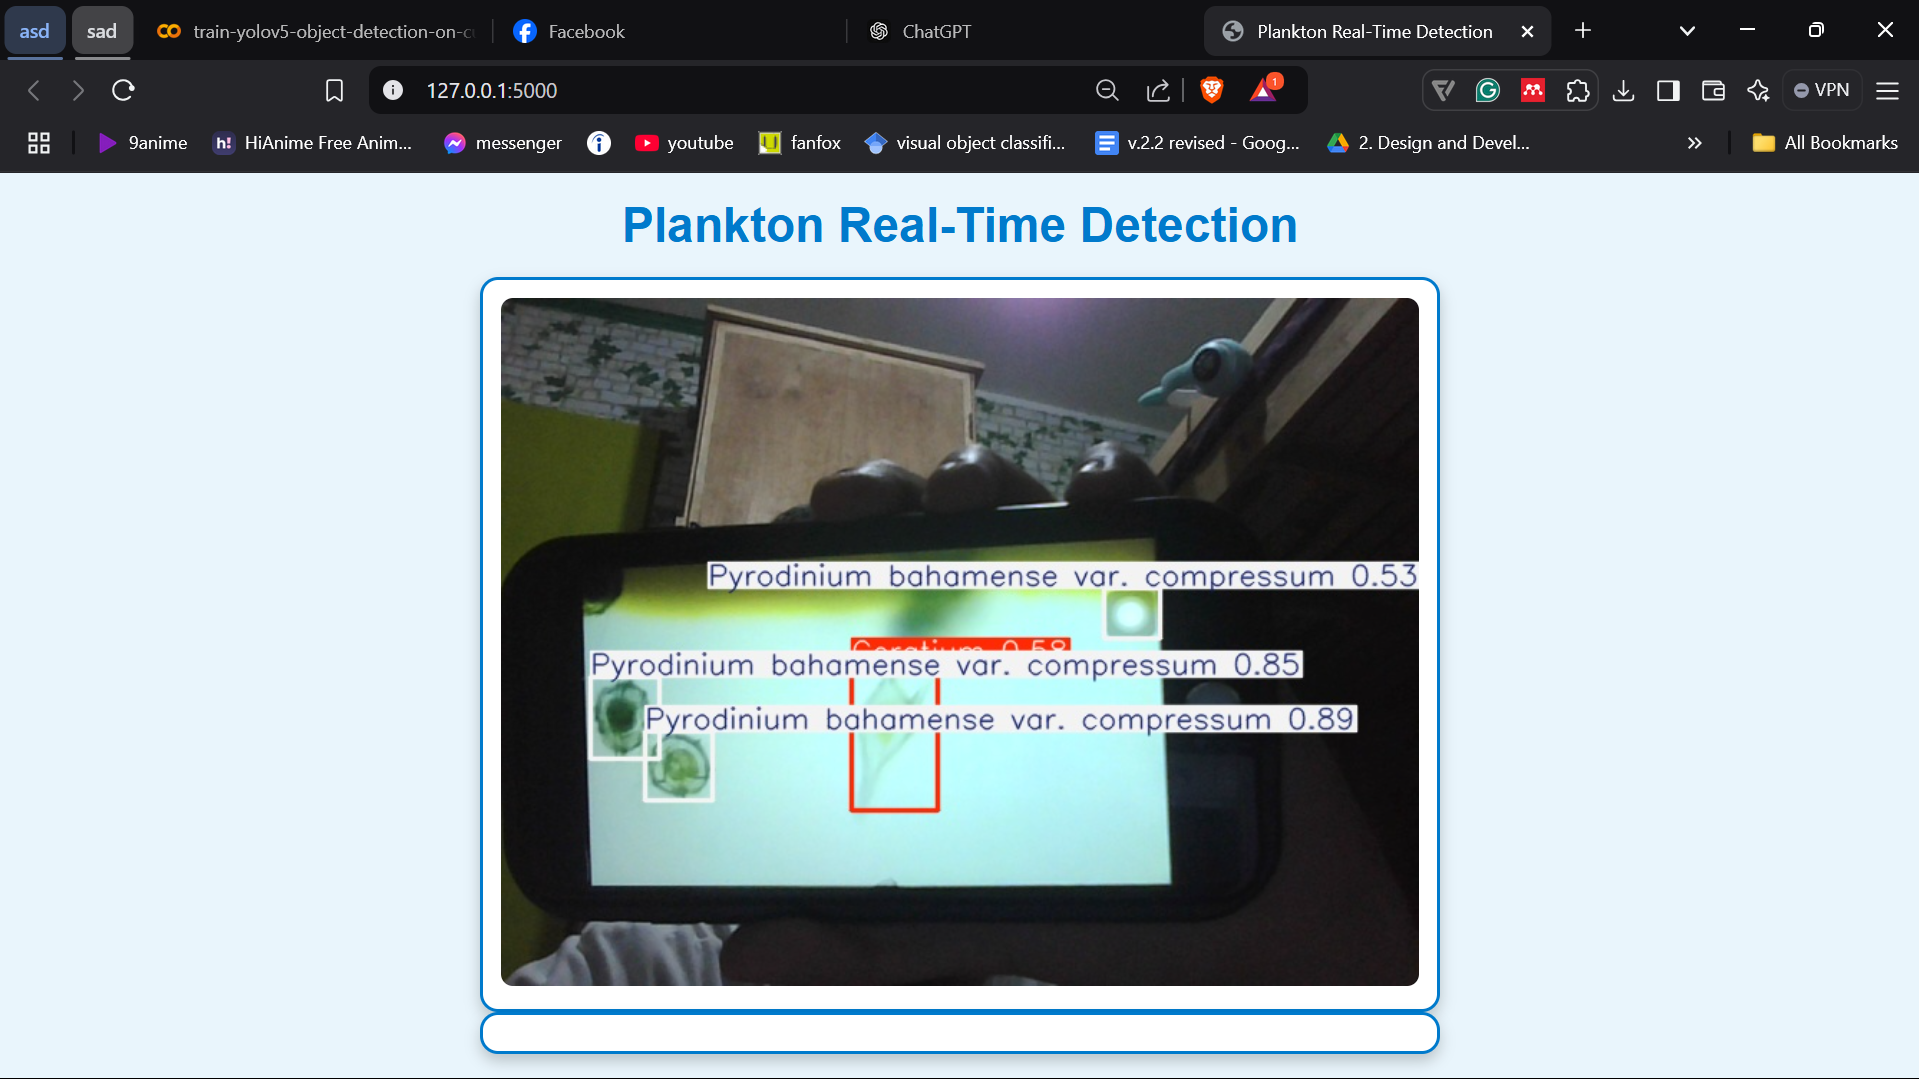 asd
sad
train-yolov5-object-detection-on-c
Facebook
ChatGPT
Plankton Real-Time Detection
127.0.0.1:5000
1
VPN
9anime
HiAnime Free Anim...
messenger
youtube
fanfox
visual object classifi...
v.2.2 revised - Goog...
2. Design and Devel...
All Bookmarks
Plankton Real-Time Detection
Pyrodinium bahamense var. compressum 0.53
Ceratium 0.58
Pyrodinium bahamense var. compressum 0.85
Pyrodinium bahamense var. compressum 0.89